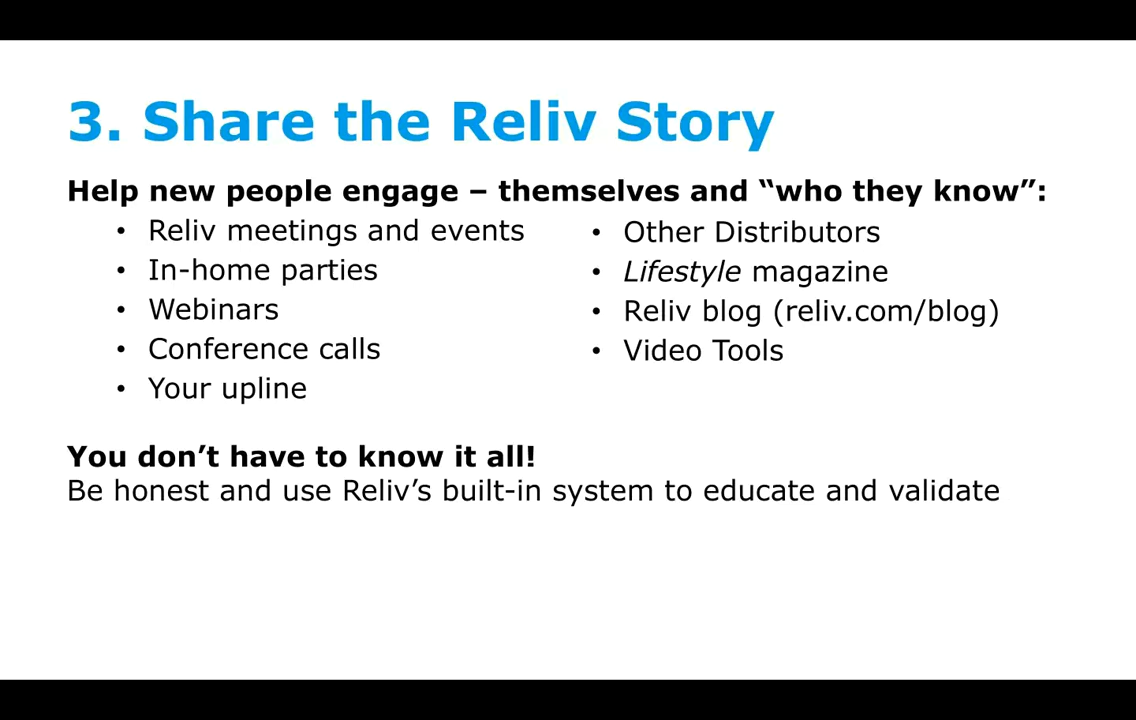 3. Share the Reliv Story
Help new people engage – themselves and “who they know”:
• Reliv meetings and events
• In-home parties
• Webinars
• Conference calls
• Your upline
• Other Distributors
• Lifestyle magazine
• Reliv blog (reliv.com/blog)
• Video Tools
You don’t have to know it all!
Be honest and use Reliv’s built-in system to educate and validate